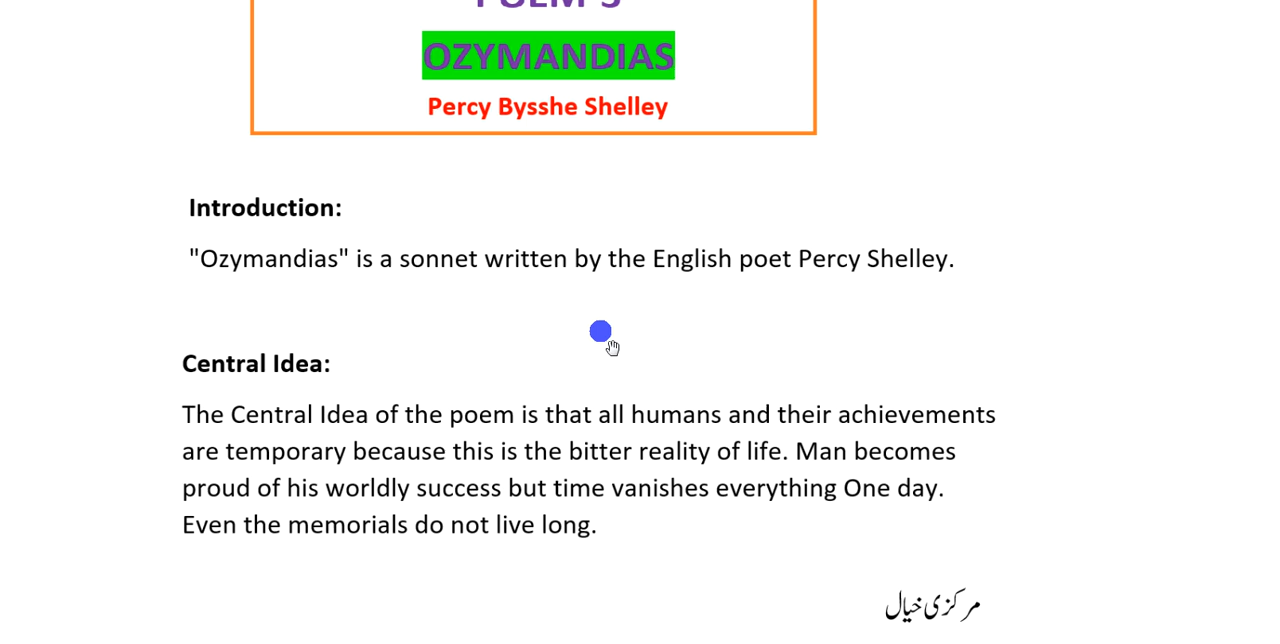 POEM 5
OZYMANDIAS
Percy Bysshe Shelley
Introduction:
"Ozymandias" is a sonnet written by the English poet Percy Shelley.
Central Idea:
The Central Idea of the poem is that all humans and their achievements
are temporary because this is the bitter reality of life. Man becomes
proud of his worldly success but time vanishes everything One day.
Even the memorials do not live long.
مرکزی خیال